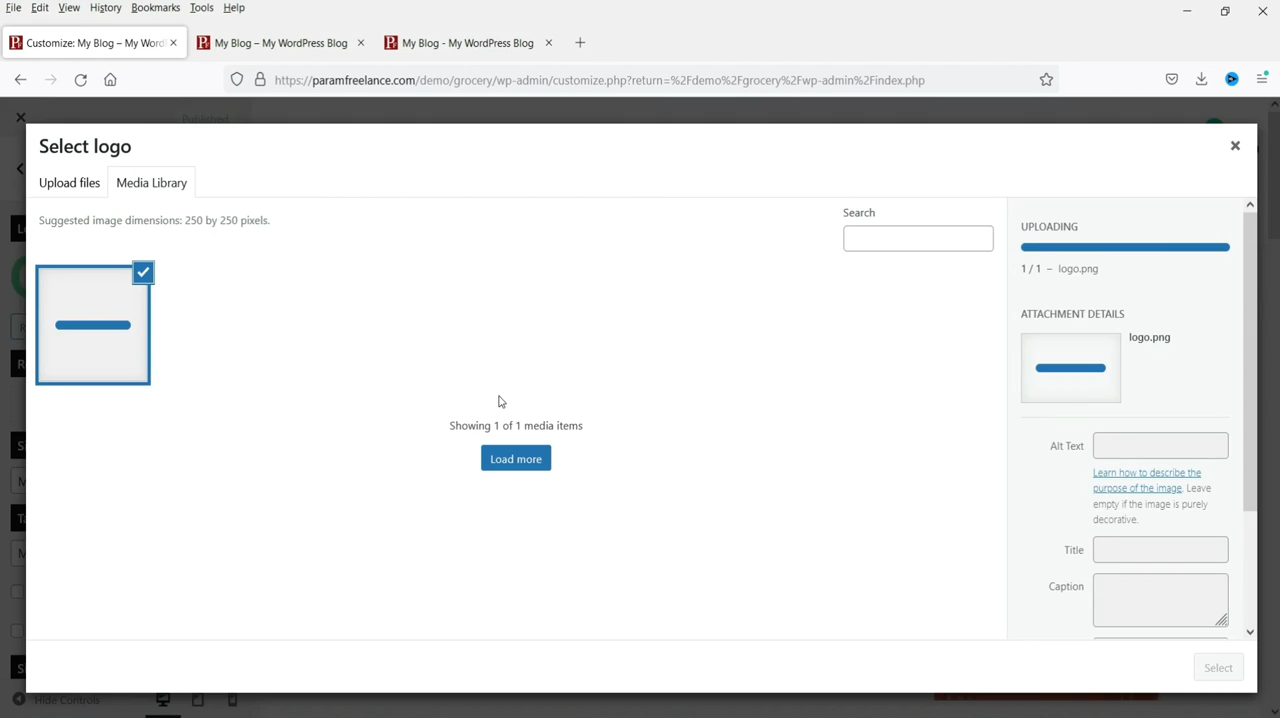 File Edit View History Bookmarks Tools Help
Customize: My Blog – My Word
My Blog – My WordPress Blog
My Blog - My WordPress Blog
https://paramfreelance.com/demo/grocery/wp-admin/customize.php?return=%2Fdemo%2Fgrocery%2Fwp-admin%2Findex.php
Published
Select logo
Upload files
Media Library
Suggested image dimensions: 250 by 250 pixels.
Search
Showing 1 of 1 media items
Load more
UPLOADING
1 / 1 – logo.png
ATTACHMENT DETAILS
logo.png
Alt Text
Learn how to describe the
purpose of the image. Leave
empty if the image is purely
decorative.
Title
Caption
Select
Hide Controls